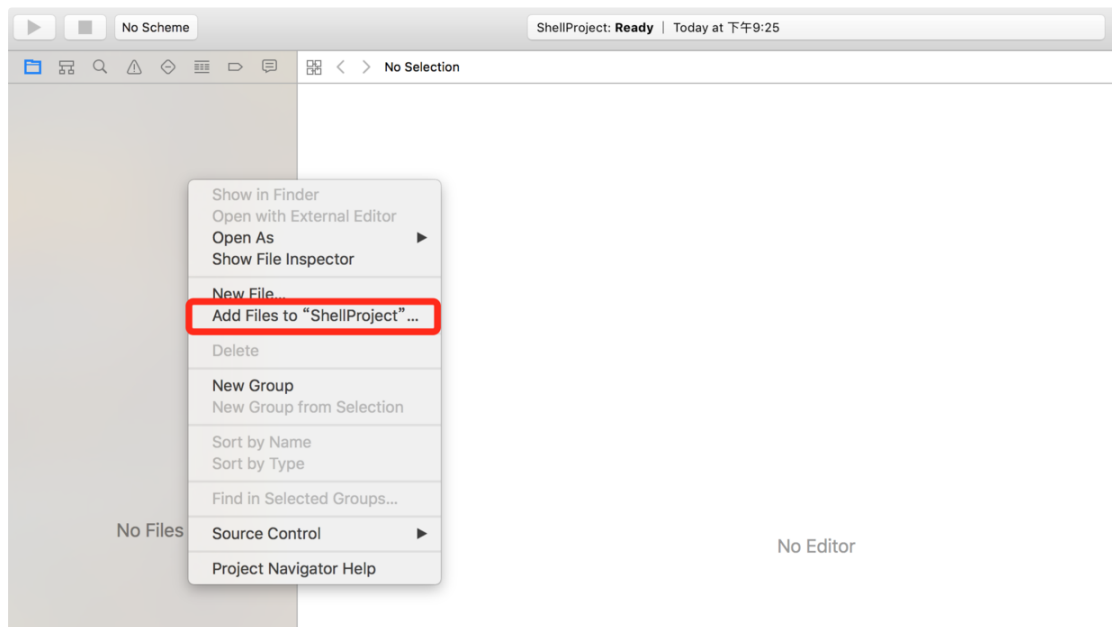 No Scheme
ShellProject: Ready | Today at 下午9:25
No Selection
Show in Finder
Open with External Editor
Open As
Show File Inspector
New File...
Add Files to “ShellProject”...
Delete
New Group
New Group from Selection
Sort by Name
Sort by Type
Find in Selected Groups...
No Files
Source Control
No Editor
Project Navigator Help